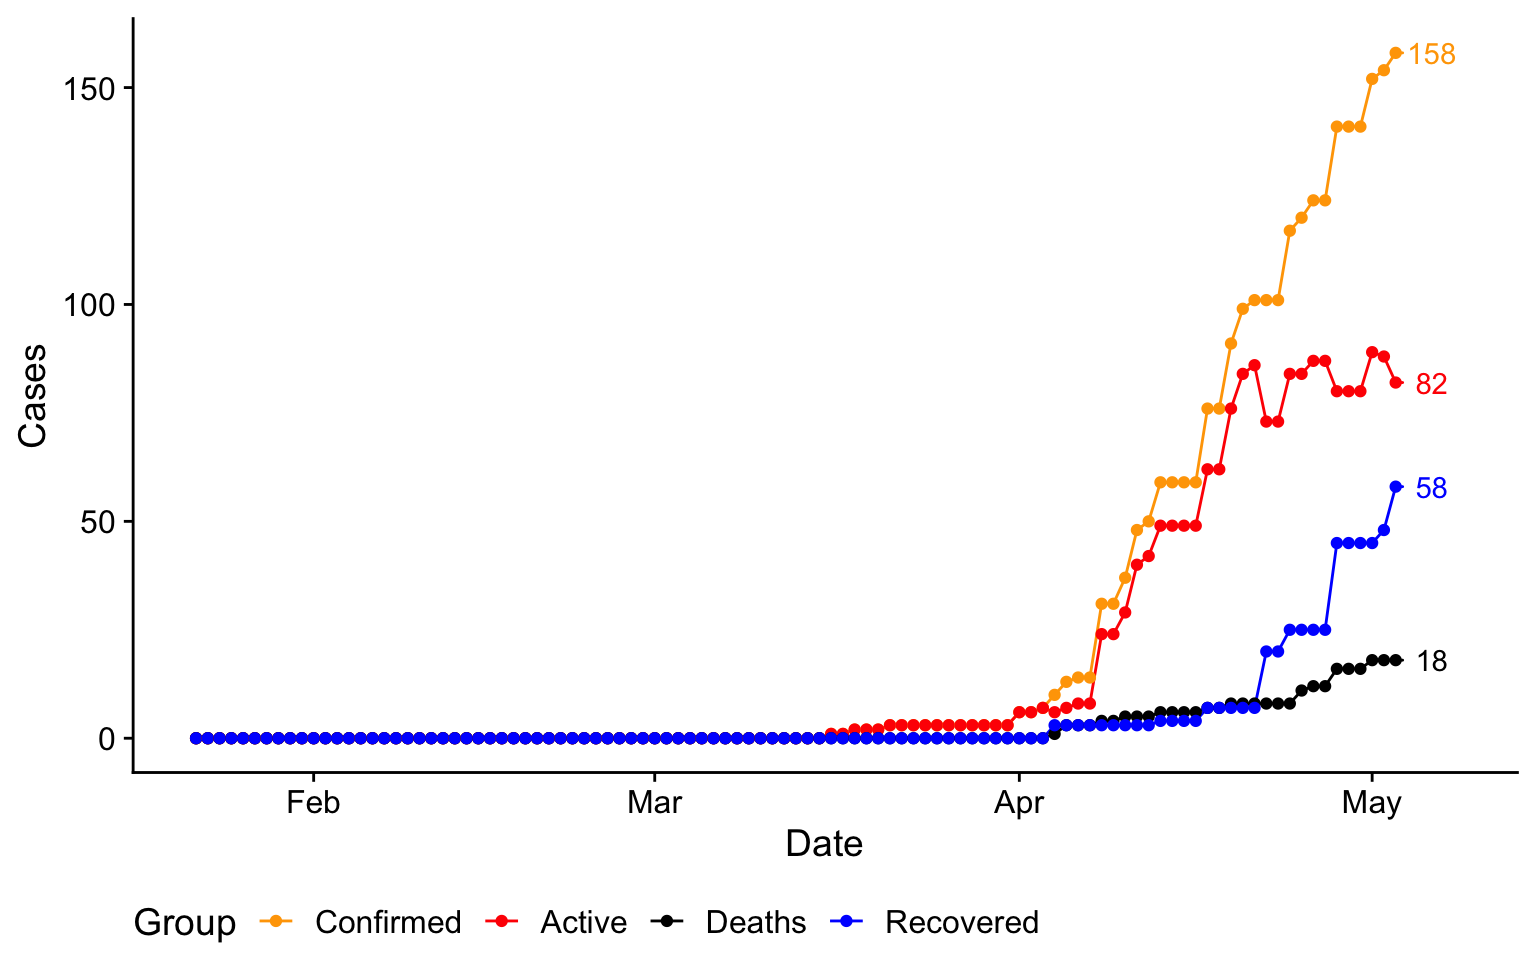 158
150
100
Cases
82
58
50
18
0
Feb Mar Apr May
Date
Group Confirmed Active Deaths Recovered